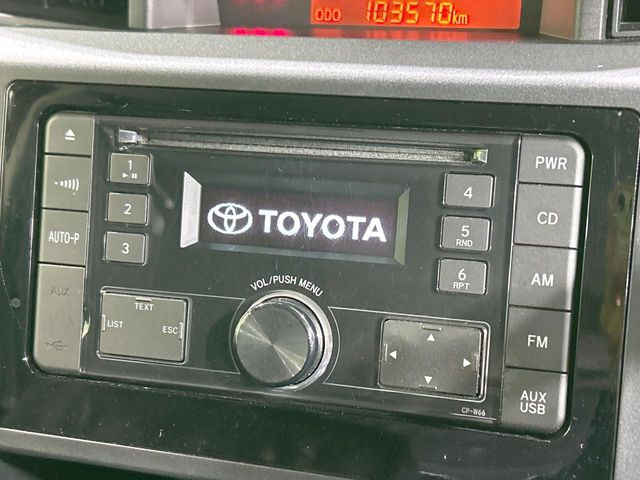 ODO 103570km
PWR
1
2
3
4
5
RND
6
RPT
AUTO-P
TOYOTA
CD
AM
FM
AUX
USB
AUX
VOL/PUSH MENU
TEXT
LIST
ESC
CP-W66